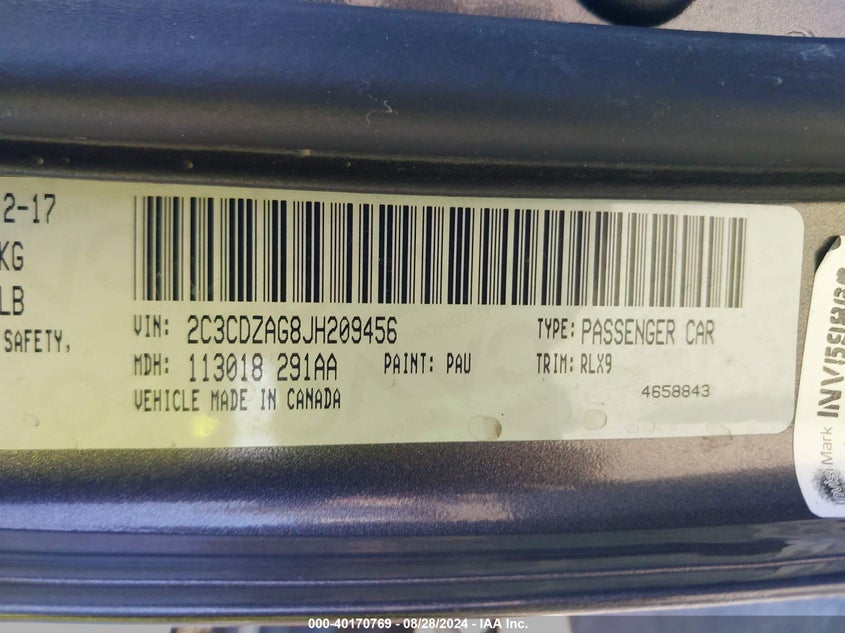 2-17
KG
LB
SAFETY,
VIN: 2C3CDZAG8JH209456
TYPE: PASSENGER CAR
MDH: 113018 291AA
PAINT: PAU
TRIM: RLX9
VEHICLE MADE IN CANADA
4658843
Mark
000-40170769 - 08/28/2024 - IAA Inc.